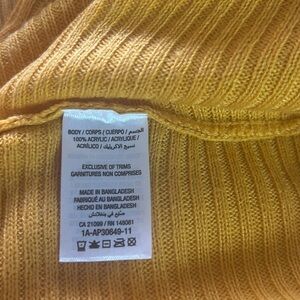 BODY / CORPS / CUERPO / الجسم
100% ACRYLIC / ACRYLIQUE /
ACRÍLICO / نسيج الاكريليك
EXCLUSIVE OF TRIMS
GARNITURES NON COMPRISES
MADE IN BANGLADESH
FABRIQUÉ AU BANGLADESH
HECHO EN BANGLADESH
صنع في بنغلاديش
CA 21099 / RN 148061
1A-AP30649-11